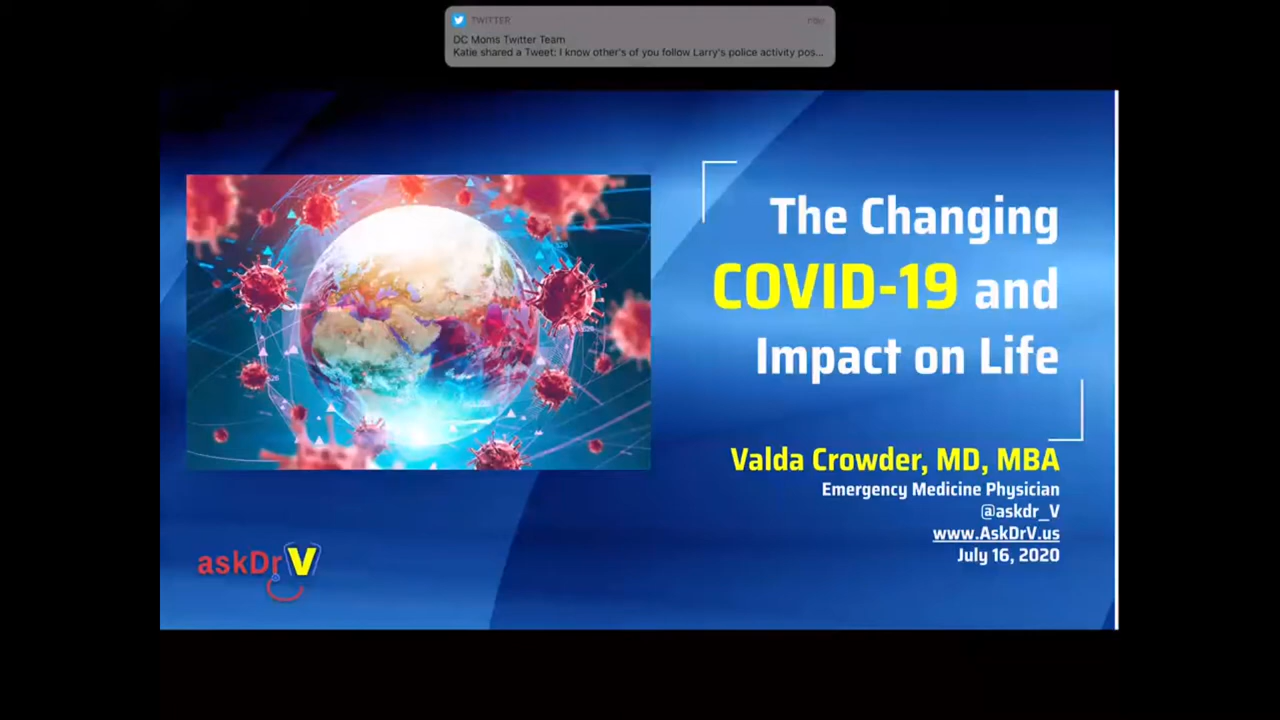 TWITTER
now
DC Moms Twitter Team
Katie shared a Tweet: I know other's of you follow Larry's police activity pos...
The Changing
COVID-19 and
Impact on Life
Valda Crowder, MD, MBA
Emergency Medicine Physician
@askdr_V
www.AskDrV.us
July 16, 2020
askDrV